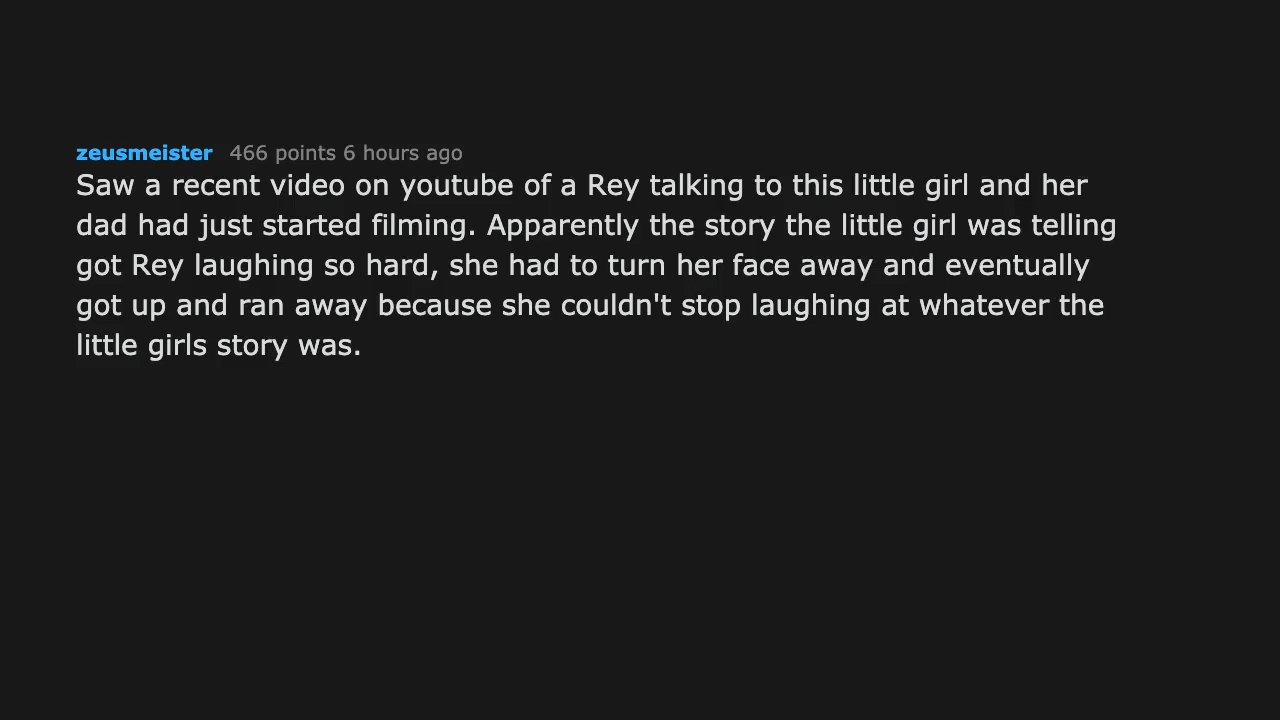 zeusmeister 466 points 6 hours ago
Saw a recent video on youtube of a Rey talking to this little girl and her
dad had just started filming. Apparently the story the little girl was telling
got Rey laughing so hard, she had to turn her face away and eventually
got up and ran away because she couldn't stop laughing at whatever the
little girls story was.